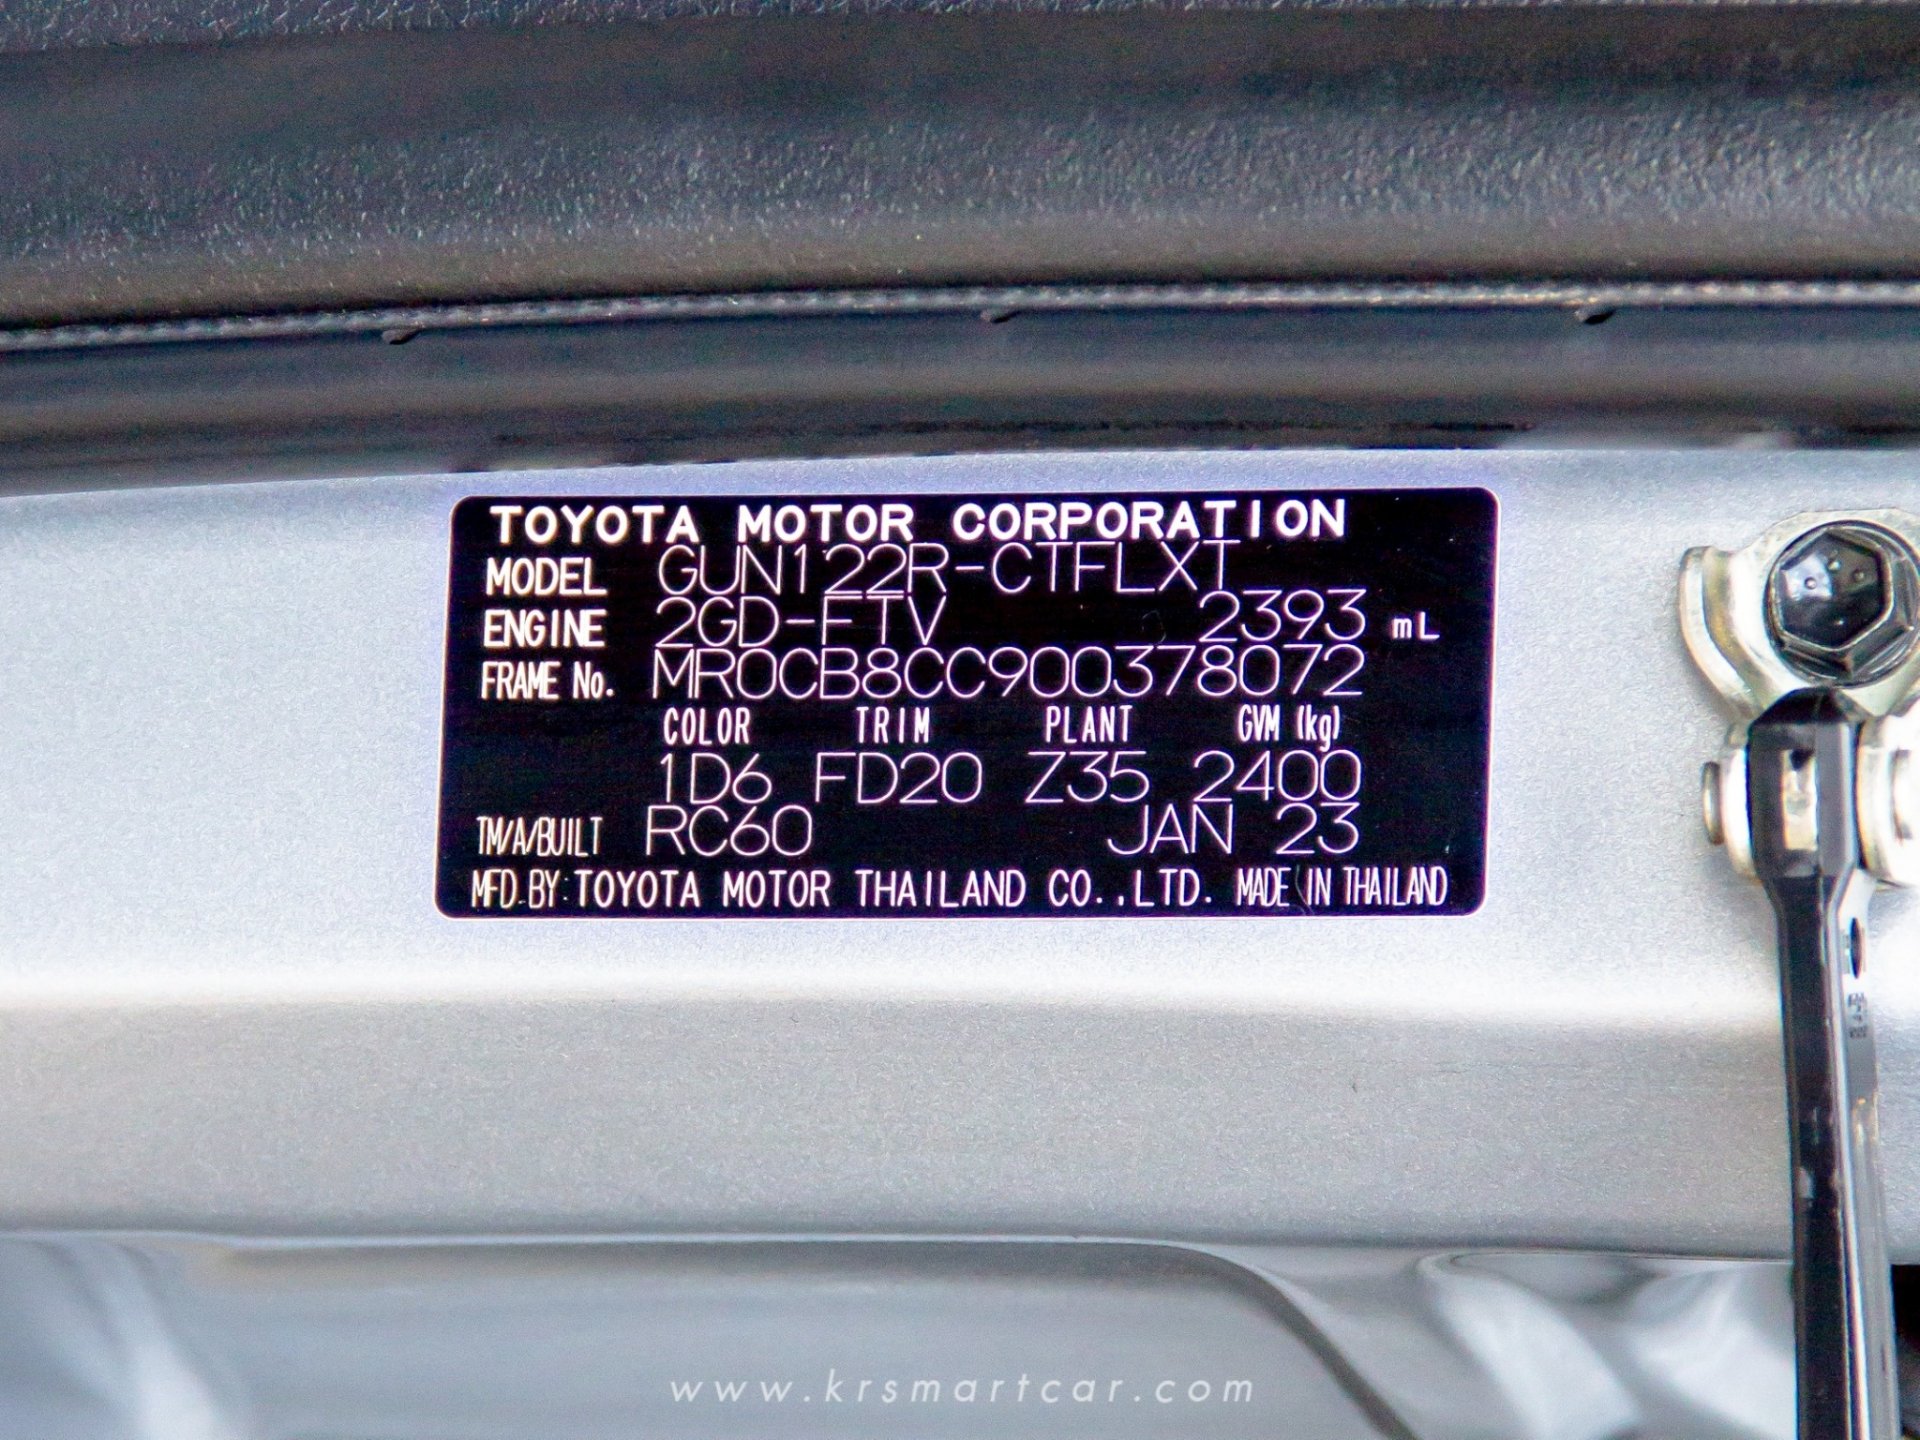 TOYOTA MOTOR CORPORATION
MODEL GUN122R-CTFLXT
ENGINE 2GD-FTV 2393 mL
FRAME No. MR0CB8CC900378072
COLOR TRIM PLANT GVM (kg)
1D6 FD20 Z35 2400
TM/A/BUILT RC60 JAN 23
MFD.BY:TOYOTA MOTOR THAILAND CO.,LTD. MADE IN THAILAND
www.krsmartcar.com